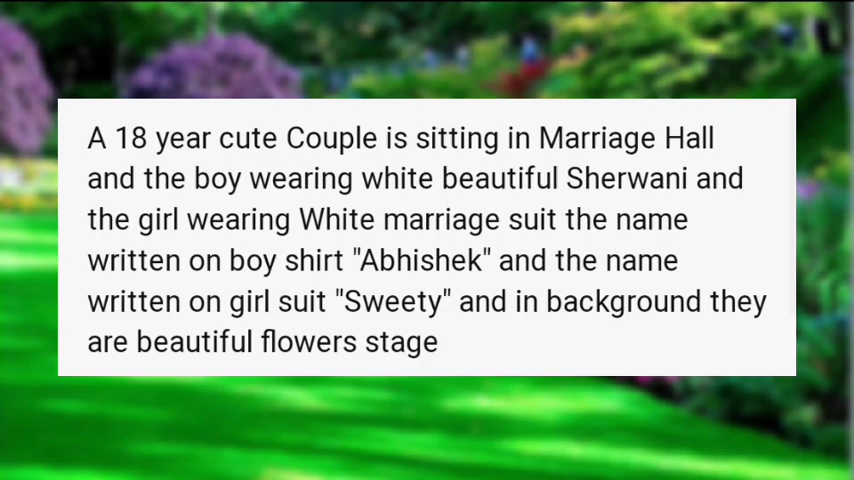 A 18 year cute Couple is sitting in Marriage Hall
and the boy wearing white beautiful Sherwani and
the girl wearing White marriage suit the name
written on boy shirt "Abhishek" and the name
written on girl suit "Sweety" and in background they
are beautiful flowers stage